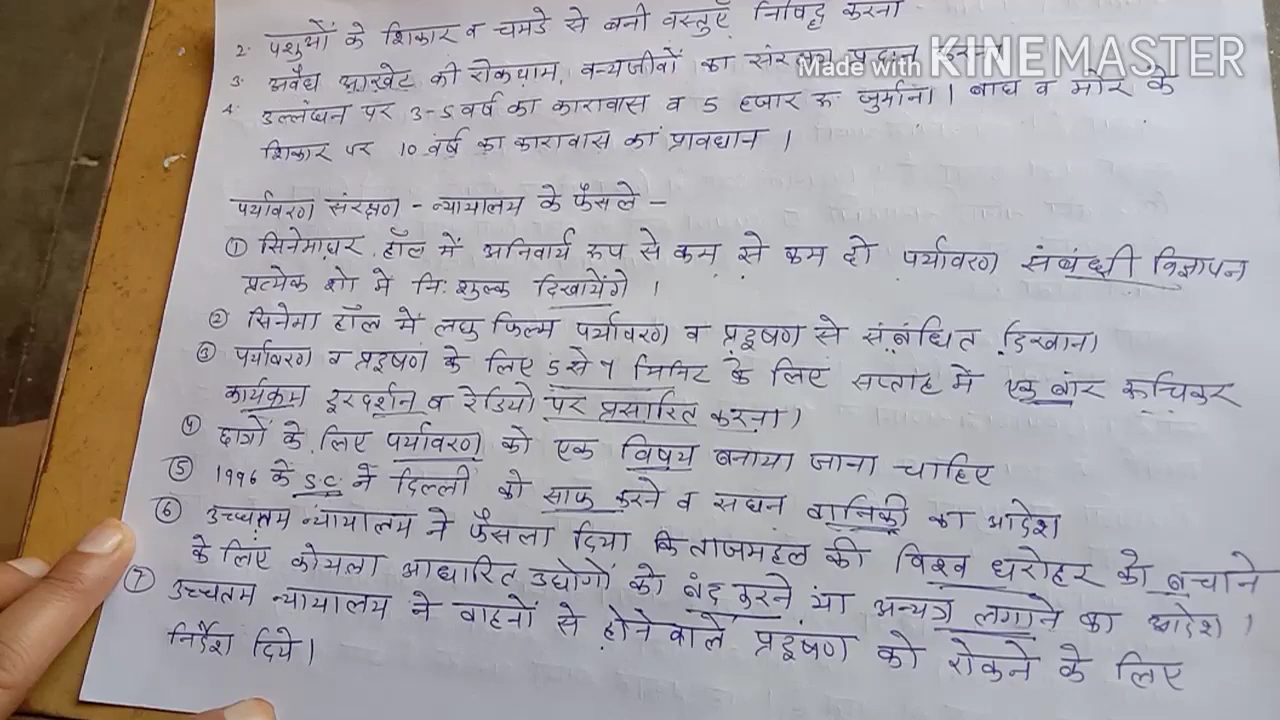 2. पशुओं के शिकार व चमडे से बनी वस्तुएँ निषिद्ध करना
Made with KINEMASTER
3. अवैध आखेट की रोकथाम, वन्यजीवों का संरक्षण प्रदान करना
4. उल्लंघन पर 3-5 वर्ष का कारावास व 5 हजार रू जुर्माना। बाघ व मोर के
शिकार पर 10 वर्ष का कारावास का प्रावधान।
पर्यावरण संरक्षण - न्यायालय के फैसले -
① सिनेमाघर हॉल में अनिवार्य रूप से कम से कम दो पर्यावरण संबंधी विज्ञापन
प्रत्येक शो मे निःशुल्क दिखायेंगे।
② सिनेमा हॉल में लघु फिल्म पर्यावरण व प्रदूषण से संबंधित दिखाना।
③ पर्यावरण व प्रदूषण के लिए 5 से 7 मिनिट के लिए सप्ताह में एक बार रूचिकर
कार्यक्रम दूरदर्शन व रेडियो पर प्रसारित करना।
④ छात्रों के लिए पर्यावरण को एक विषय बनाया जाना चाहिए
⑤ 1996 के S.C. ने दिल्ली को साफ करने व सघन वानिकी का आदेश
⑥ उच्चतम न्यायालय ने फैसला दिया कि ताजमहल की विश्व धरोहर को बचाने
के लिए कोयला आधारित उद्योगों को बंद करने या अन्यत्र लगाने का आदेश।
⑦ उच्चतम न्यायालय ने वाहनों से होने वाले प्रदूषण को रोकने के लिए
निर्देश दिये।